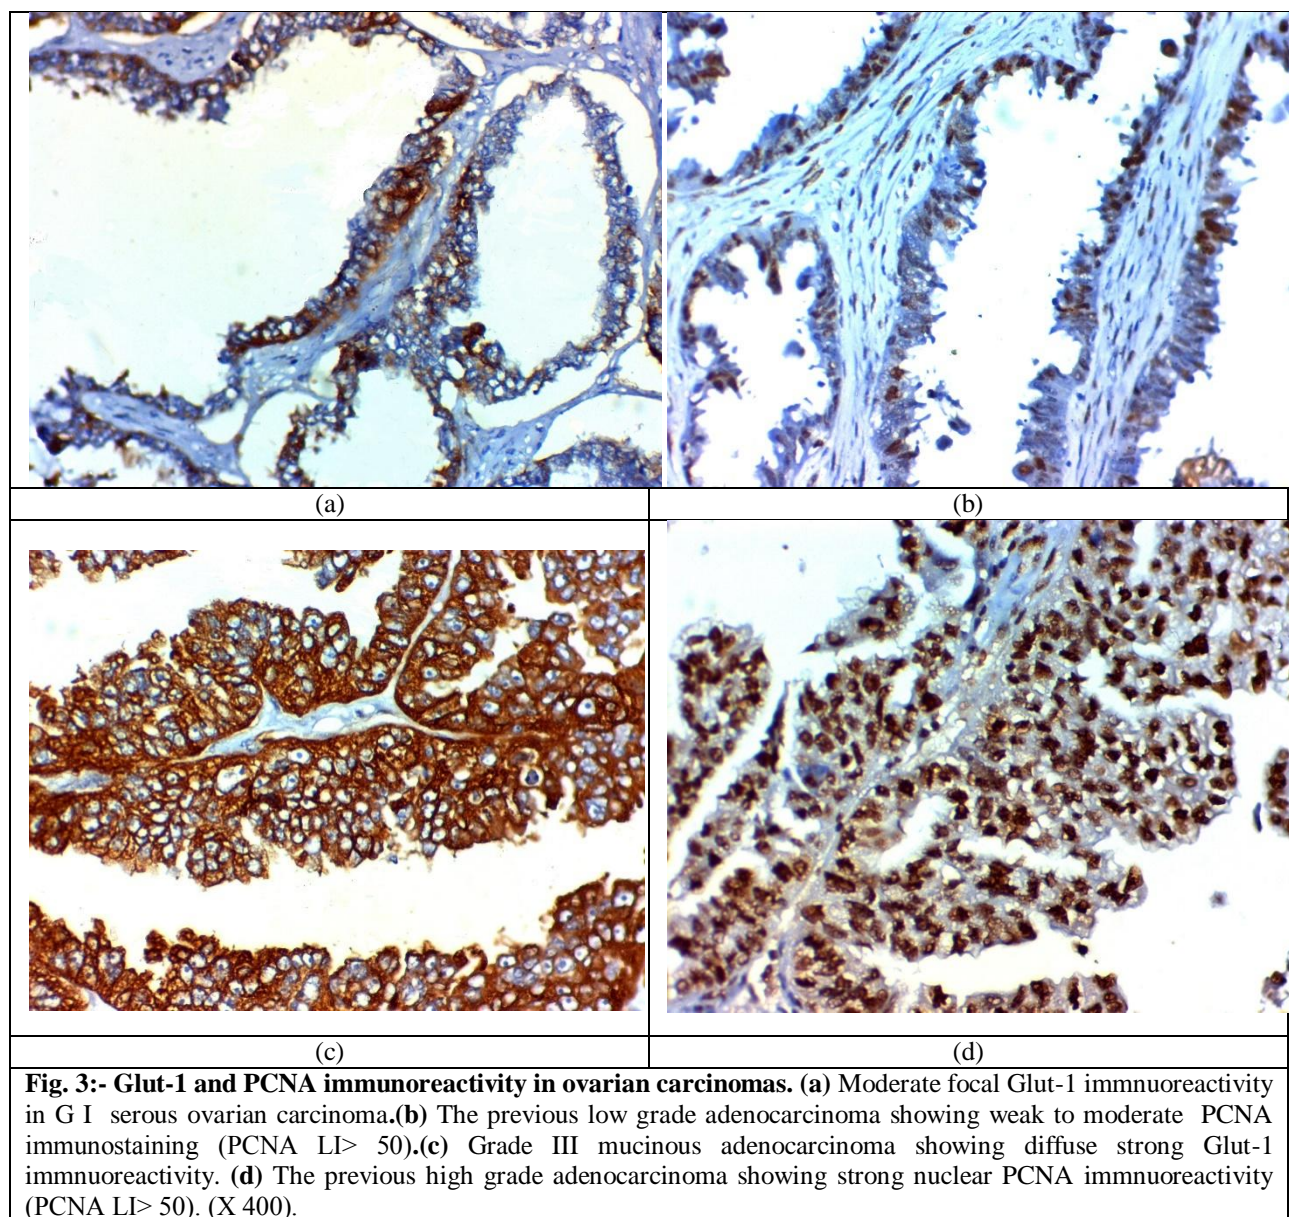 (a) (b)
(c) (d)
Fig. 3:- Glut-1 and PCNA immunoreactivity in ovarian carcinomas. (a) Moderate focal Glut-1 immnuoreactivity
in G I serous ovarian carcinoma.(b) The previous low grade adenocarcinoma showing weak to moderate PCNA
immunostaining (PCNA LI> 50).(c) Grade III mucinous adenocarcinoma showing diffuse strong Glut-1
immnuoreactivity. (d) The previous high grade adenocarcinoma showing strong nuclear PCNA immnuoreactivity
(PCNA LI> 50). (X 400).